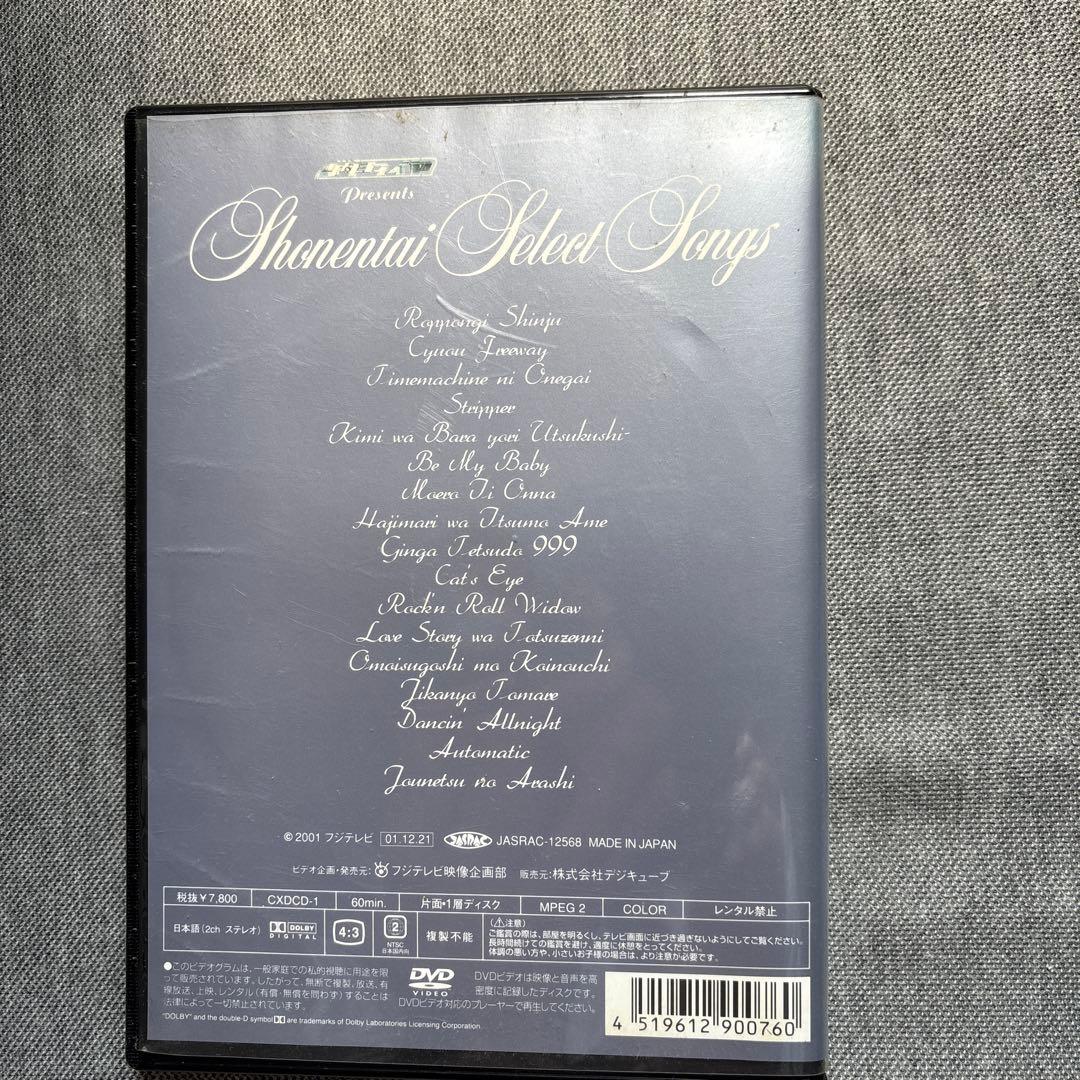 Presents
Shonentai Select Songs
Roppongi Shinju
Cyuou Freeway
Timemachine ni Onegai
Stripper
Kimi wa Bara yori Utsukushi-
Be My Baby
Moero Ii Onna
Hajimari wa Itsumo Ame
Ginga Tetsudo 999
Cat's Eye
Rock'n Roll Widow
Love Story wa Totsuzenni
Omoisugoshi mo Koinouchi
Jikanyo Tomare
Dancin' Allnight
Automatic
Jounetsu no Arashi
© 2001 フジテレビ 01.12.21 JASRAC JASRAC-12568 MADE IN JAPAN
ビデオ企画・発売元: フジテレビ映像企画部 販売元:株式会社デジキューブ
税抜¥7,800 CXDCD-1 60min. 片面・1層ディスク MPEG 2 COLOR レンタル禁止
日本語(2ch ステレオ) DOLBY DIGITAL 4:3 2 NTSC 日本国内向 複製不能
(⚠注意)
ご鑑賞の際は、部屋を明るくし、テレビ画面に近づき過ぎないようにしてご覧ください。
長時間続けての鑑賞を避け、適度に休憩をとってください。
体調の悪い方や、小さいお子様の場合は、より注意が必要です。
●このビデオグラムは、一般家庭での私的視聴に用途を限
って販売されています。したがって、無断で複製、放送、有
線放送、上映、レンタル(有償・無償を問わず)することは
法律によって一切禁止されています。
DVD VIDEO
DVDビデオは映像と音声を高
密度に記録したディスクです。
DVDビデオ対応のプレーヤーで再生してください。
"DOLBY" and the double-D symbol are trademarks of Dolby Laboratories Licensing Corporation.
4 519612 900760